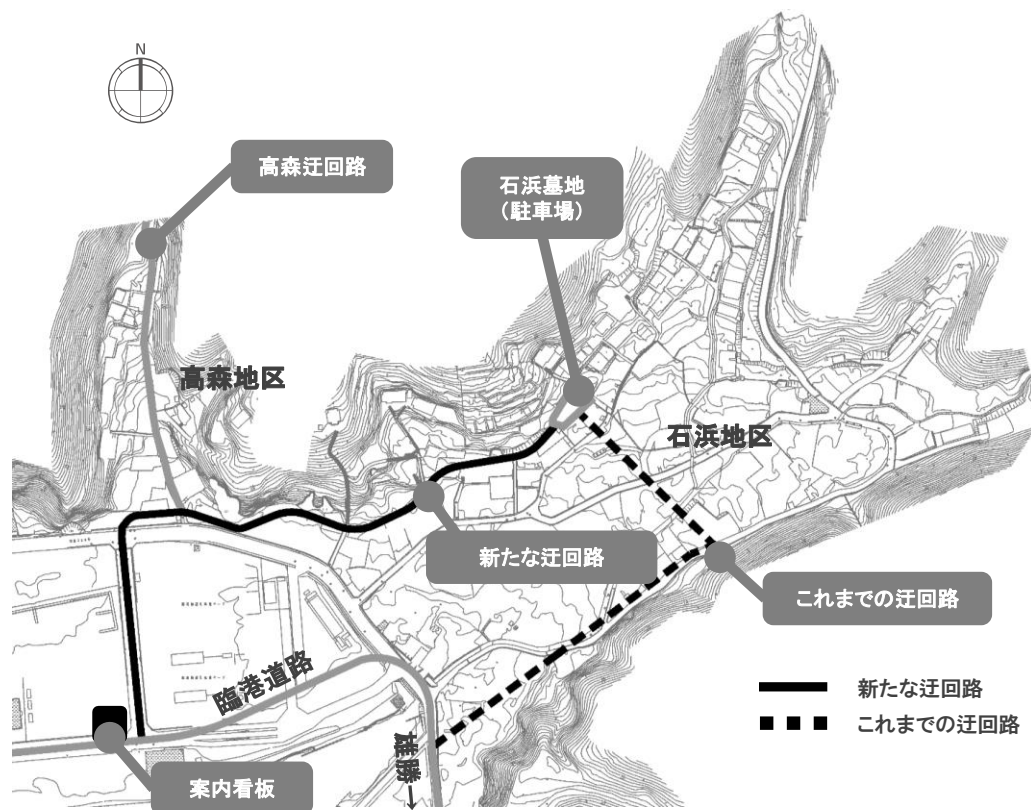 N
高森迂回路
石浜墓地
（駐車場）
高森地区
石浜地区
新たな迂回路
これまでの迂回路
臨港道路
雄勝
案内看板
新たな迂回路
これまでの迂回路